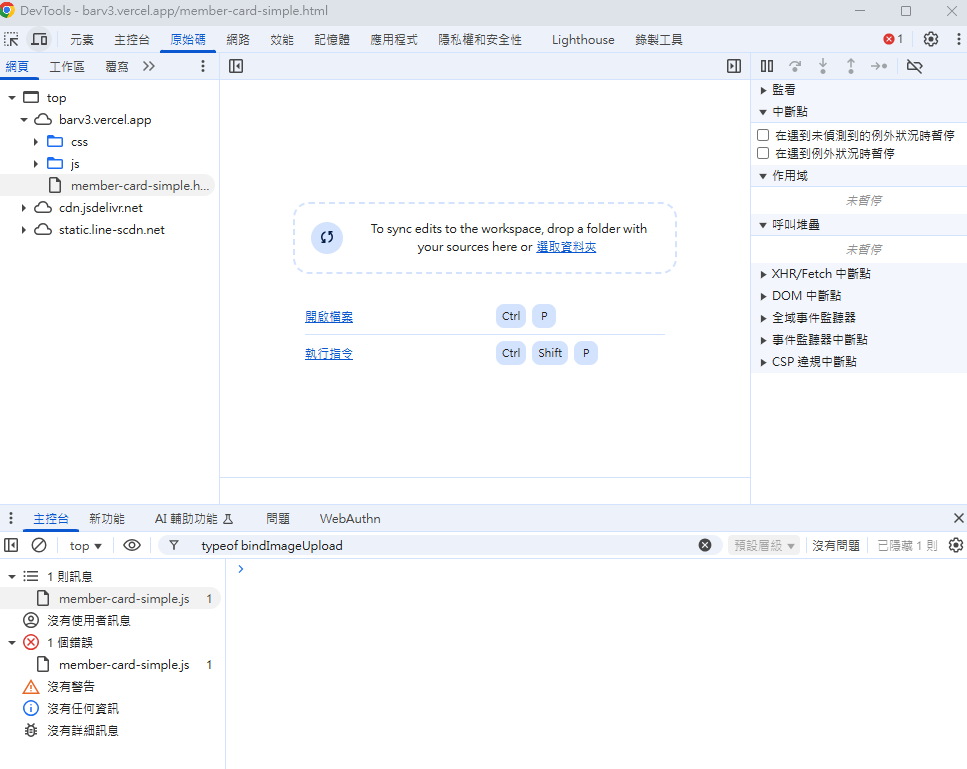 DevTools - barv3.vercel.app/member-card-simple.html
元素 主控台 原始碼 網路 效能 記憶體 應用程式 隱私權和安全性 Lighthouse 錄製工具 1
網頁 工作區 覆寫
top
barv3.vercel.app
css
js
member-card-simple.h...
cdn.jsdelivr.net
static.line-scdn.net
To sync edits to the workspace, drop a folder with
your sources here or 選取資料夾
開啟檔案 Ctrl P
執行指令 Ctrl Shift P
監看
中斷點
在遇到未偵測到的例外狀況時暫停
在遇到例外狀況時暫停
作用域
未暫停
呼叫堆疊
未暫停
XHR/Fetch 中斷點
DOM 中斷點
全域事件監聽器
事件監聽器中斷點
CSP 違規中斷點
主控台 新功能 AI 輔助功能 問題 WebAuthn
top typeof bindImageUpload 預設層級 沒有問題 已隱藏 1 則
1 則訊息
member-card-simple.js 1
沒有使用者訊息
1 個錯誤
member-card-simple.js 1
沒有警告
沒有任何資訊
沒有詳細訊息